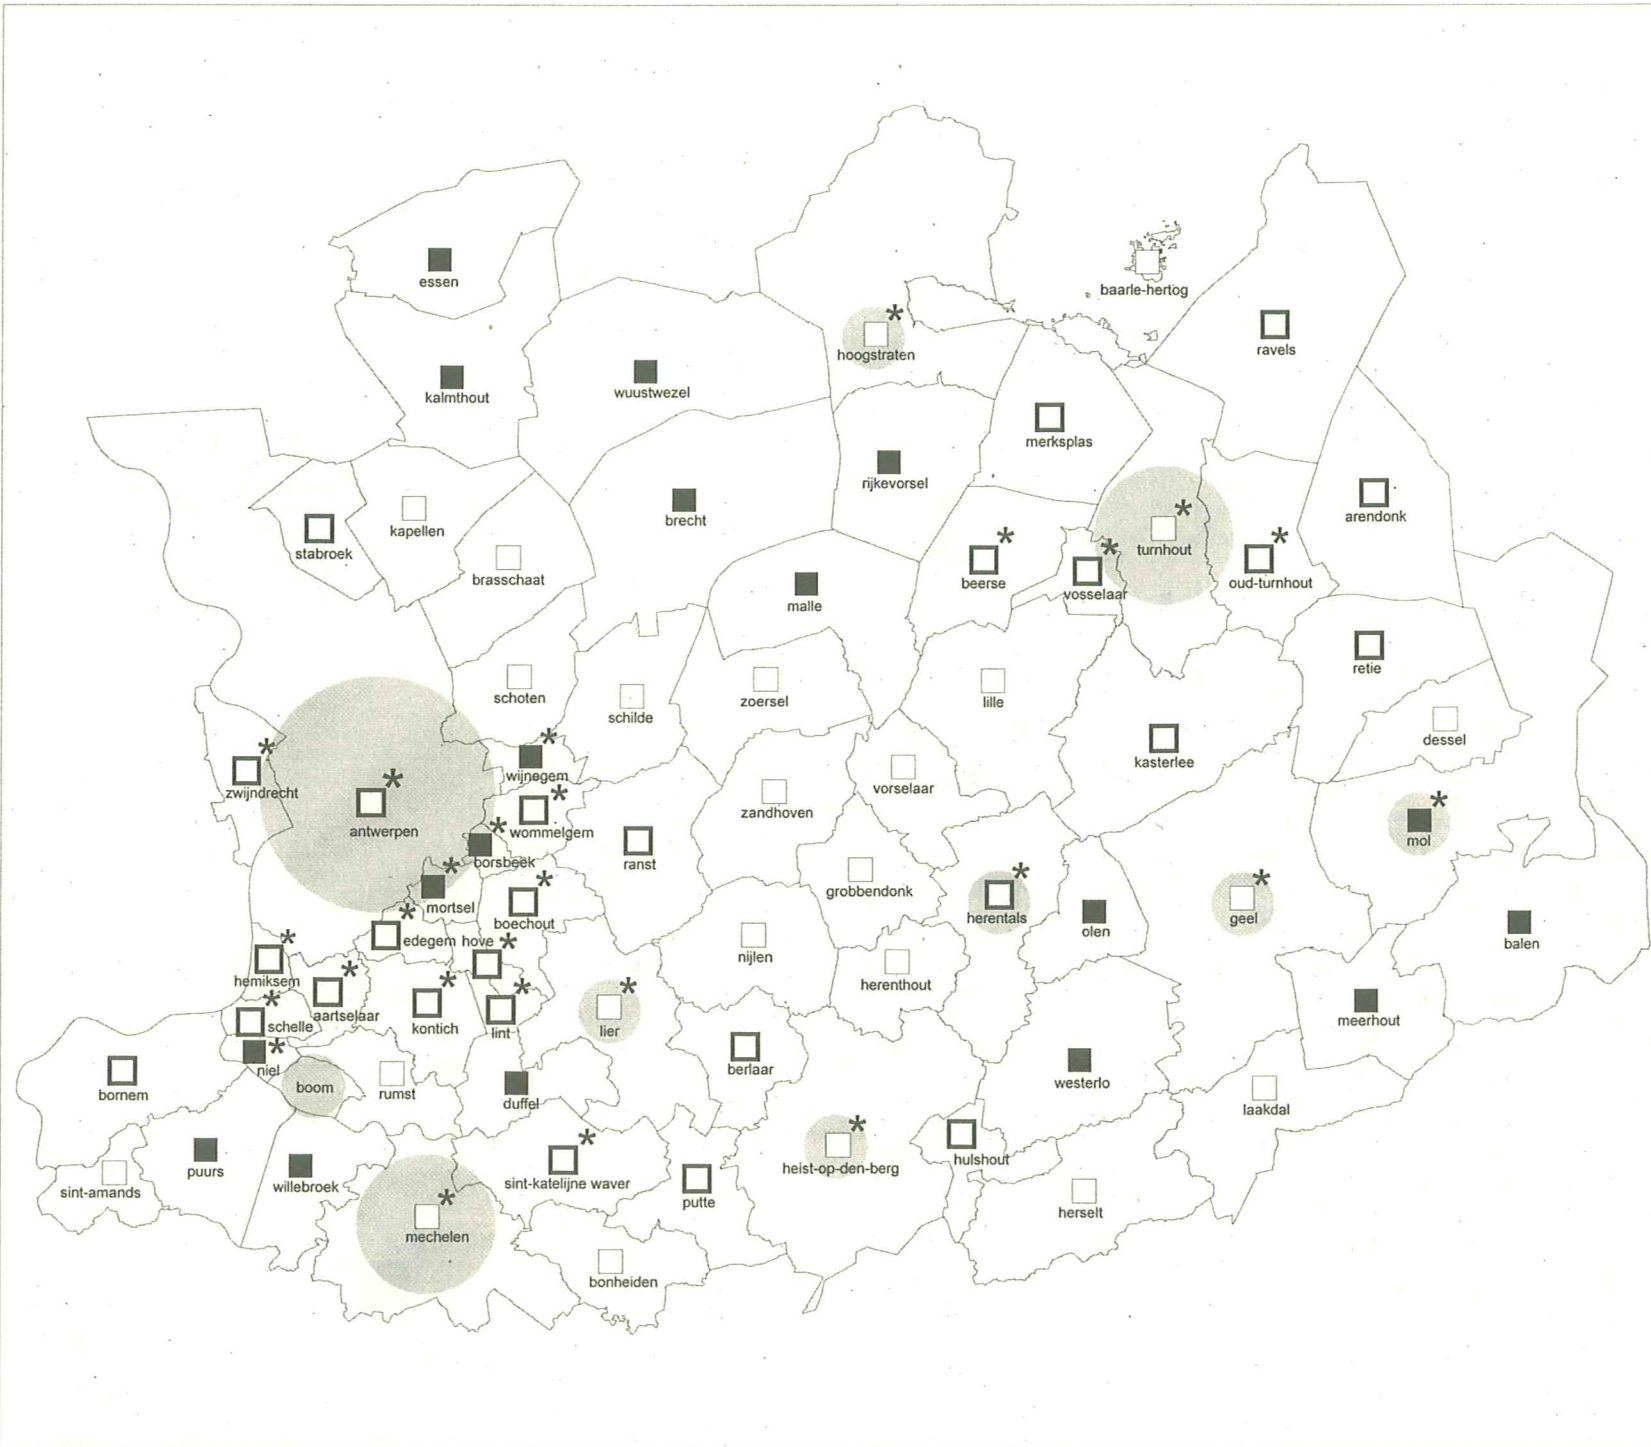 essen
baarle-hertog
hoogstraten
ravels
kalmthout
wuustwezel
merksplas
rijkevorsel
brecht
arendonk
kapellen
stabroek
turnhout
brasschaat
beerse
oud-turnhout
vosselaar
malle
retie
schoten
zoersel
lille
schilde
dessel
kasterlee
wijnegem
zwijndrecht
vorselaar
zandhoven
antwerpen
wommelgem
mol
borsbeek
ranst
grobbendonk
mortsel
herentals
geel
boechout
olen
edegem hove
balen
nijlen
hemiksem
herenthout
aartselaar
schelle
kontich
lint
lier
meerhout
niel
berlaar
boom
westerlo
bornem
rumst
duffel
laakdal
hulshout
heist-op-den-berg
puurs
sint-katelijne waver
willebroek
sint-amands
putte
herselt
mechelen
bonheiden